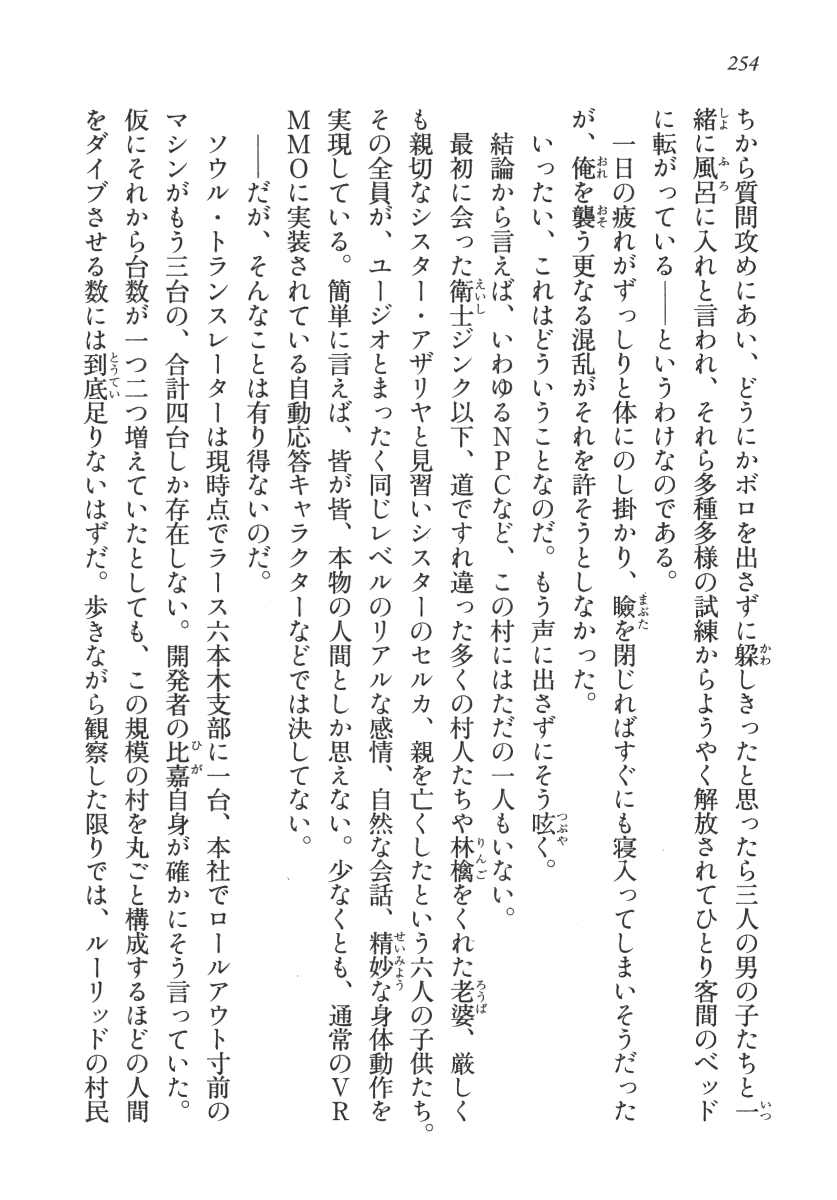 254
ちから質問攻めにあい、どうにかボロを出さずに躱しきったと思ったら三人の男の子たちと一
緒に風呂に入れと言われ、それら多種多様の試練からようやく解放されてひとり客間のベッド
に転がっている――というわけなのである。
一日の疲れがずっしりと体にのし掛かり、瞼を閉じればすぐにも寝入ってしまいそうだった
が、俺を襲う更なる混乱がそれを許そうとしなかった。
いったい、これはどういうことなのだ。もう声に出さずにそう呟く。
結論から言えば、いわゆるNPCなど、この村にはただの一人もいない。
最初に会った衛士ジンク以下、道ですれ違った多くの村人たちや林檎をくれた老婆、厳しく
も親切なシスター・アザリヤと見習いシスターのセルカ、親を亡くしたという六人の子供たち。
その全員が、ユージオとまったく同じレベルのリアルな感情、自然な会話、精妙な身体動作を
実現している。簡単に言えば、皆が皆、本物の人間としか思えない。少なくとも、通常のVR
MMOに実装されている自動応答キャラクターなどでは決してない。
――だが、そんなことは有り得ないのだ。
ソウル・トランスレーターは現時点でラース六本木支部に一台、本社でロールアウト寸前の
マシンがもう三台の、合計四台しか存在しない。開発者の比嘉自身が確かにそう言っていた。
仮にそれから台数が一つ二つ増えていたとしても、この規模の村を丸ごと構成するほどの人間
をダイブさせる数には到底足りないはずだ。歩きながら観察した限りでは、ルーリッドの村民